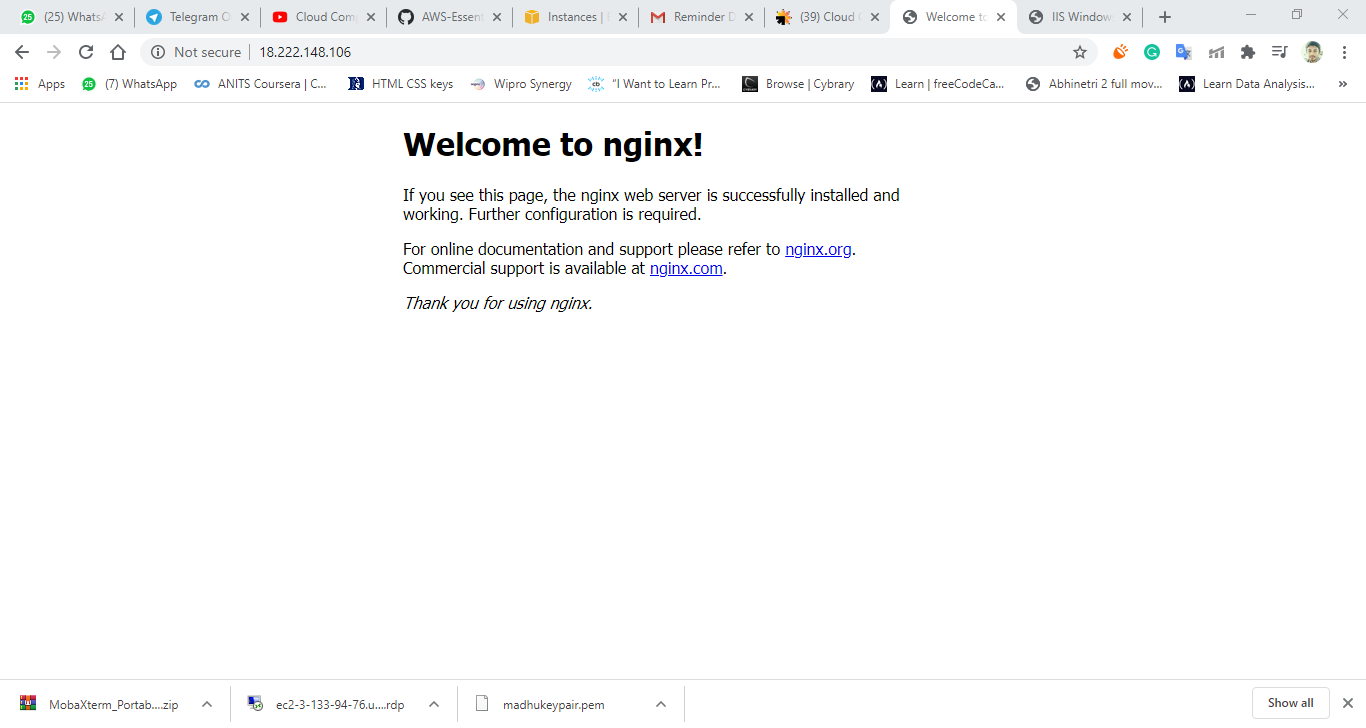 25 (25) WhatsA
Telegram O
Cloud Com
AWS-Essent
Instances | E
Reminder D
(39) Cloud C
Welcome to
IIS Window
Not secure | 18.222.148.106
Apps
25 (7) WhatsApp
ANITS Coursera | C...
HTML CSS keys
Wipro Synergy
"I Want to Learn Pr...
Browse | Cybrary
Learn | freeCodeCa...
Abhinetri 2 full mov...
Learn Data Analysis...
»
Welcome to nginx!
If you see this page, the nginx web server is successfully installed and
working. Further configuration is required.
For online documentation and support please refer to nginx.org.
Commercial support is available at nginx.com.
Thank you for using nginx.
MobaXterm_Portab....zip
ec2-3-133-94-76.u....rdp
madhukeypair.pem
Show all